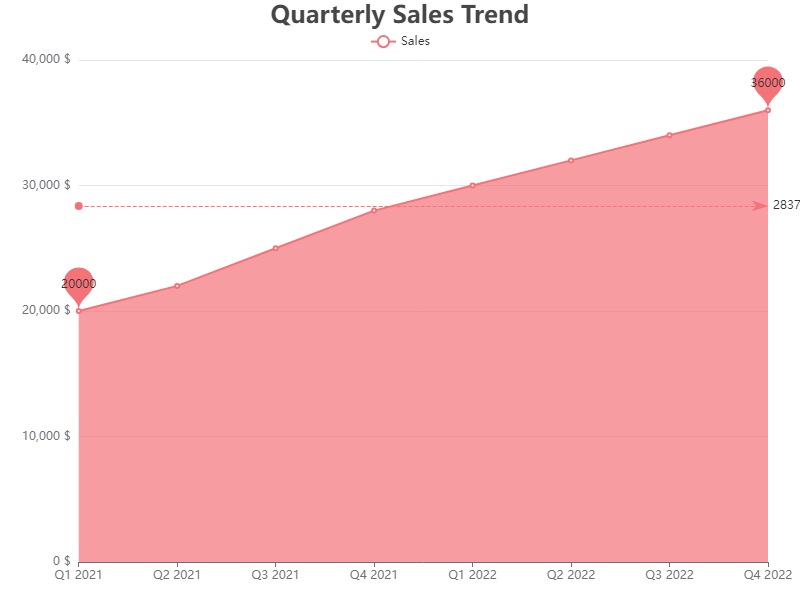 Quarterly Sales Trend
Sales
40,000 $
36000
30,000 $
2837
20000
20,000 $
10,000 $
0 $
Q1 2021 Q2 2021 Q3 2021 Q4 2021 Q1 2022 Q2 2022 Q3 2022 Q4 2022